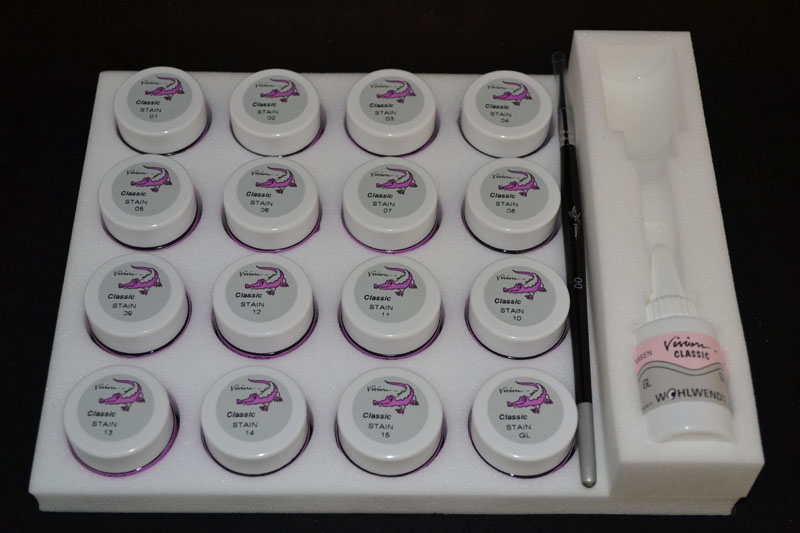 Vision
Classic
STAIN
01
Vision
Classic
STAIN
02
Vision
Classic
STAIN
03
Vision
Classic
STAIN
04
Vision
Classic
STAIN
05
Vision
Classic
STAIN
06
Vision
Classic
STAIN
07
Vision
Classic
STAIN
08
Vision
Classic
STAIN
09
Vision
Classic
STAIN
12
Vision
Classic
STAIN
11
Vision
Classic
STAIN
10
Vision
Classic
STAIN
13
Vision
Classic
STAIN
14
Vision
Classic
STAIN
15
Vision
Classic
STAIN
GL
00
Vision
CLASSIC
GL
WOHLWEND